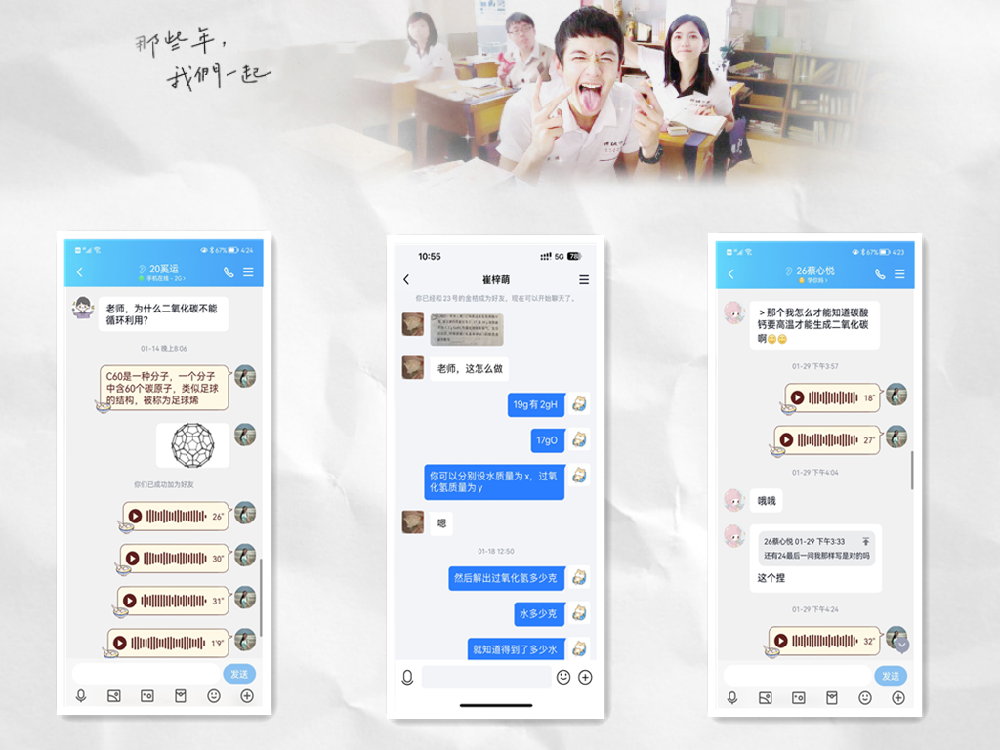 那些年,
我們一起
67% 4:24
20奚运
手机在线 - 2G
老师，为什么二氧化碳不能
循环利用？
01-14 晚上8:06
C60是一种分子，一个分子
中含60个碳原子，类似足球
的结构，被称为足球烯
你们已成功加为好友
26"
30"
31"
1'9"
发送
10:55
5G 78
崔梓萌
你已经和23号的金桔成为好友，现在可以开始聊天了。
老师，这怎么做
19g有2gH
17gO
你可以分别设水质量为x，过氧
化氢质量为y
嗯
01-18 12:50
然后解出过氧化氢多少克
水多少克
就知道得到了多少水
67% 4:23
26蔡心悦
＞那个我怎么才能知道碳酸
钙要高温才能生成二氧化碳
啊
01-29 下午3:57
18"
27"
01-29 下午4:04
哦哦
26蔡心悦 01-29 下午3:33
还有24最后一问我那样写是对的吗
这个捏
01-29 下午4:24
32"
发送